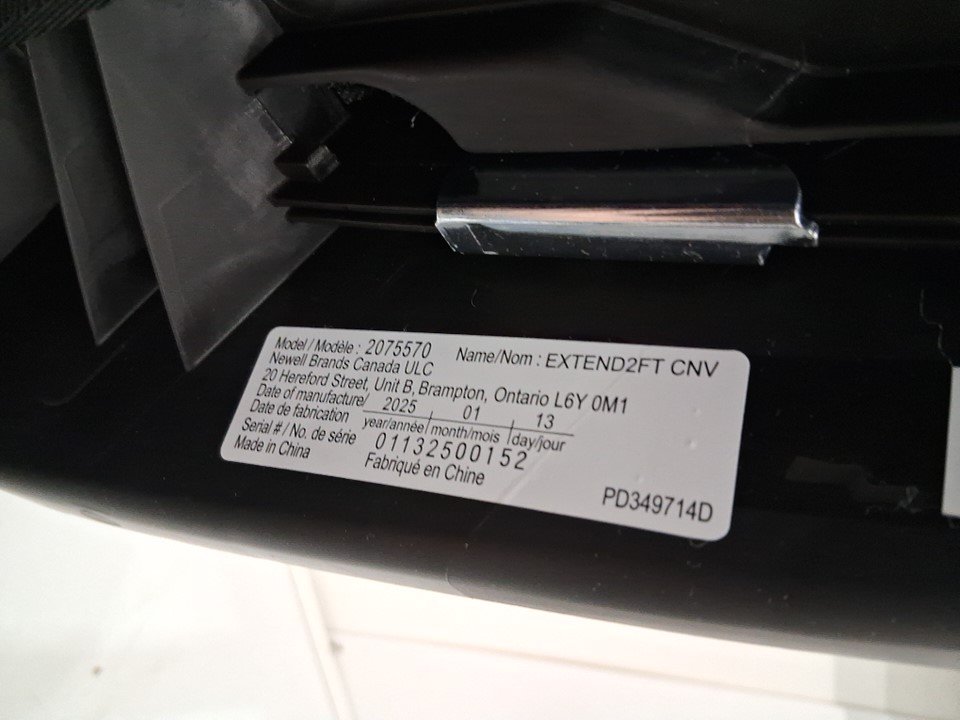 Model / Modèle : 2075570 Name/Nom : EXTEND2FT CNV
Newell Brands Canada ULC
20 Hereford Street, Unit B, Brampton, Ontario L6Y 0M1
Date of manufacture/ 2025 01 13
Date de fabrication year/année month/mois day/jour
Serial # / No. de série 01132500152
Made in China Fabriqué en Chine
PD349714D